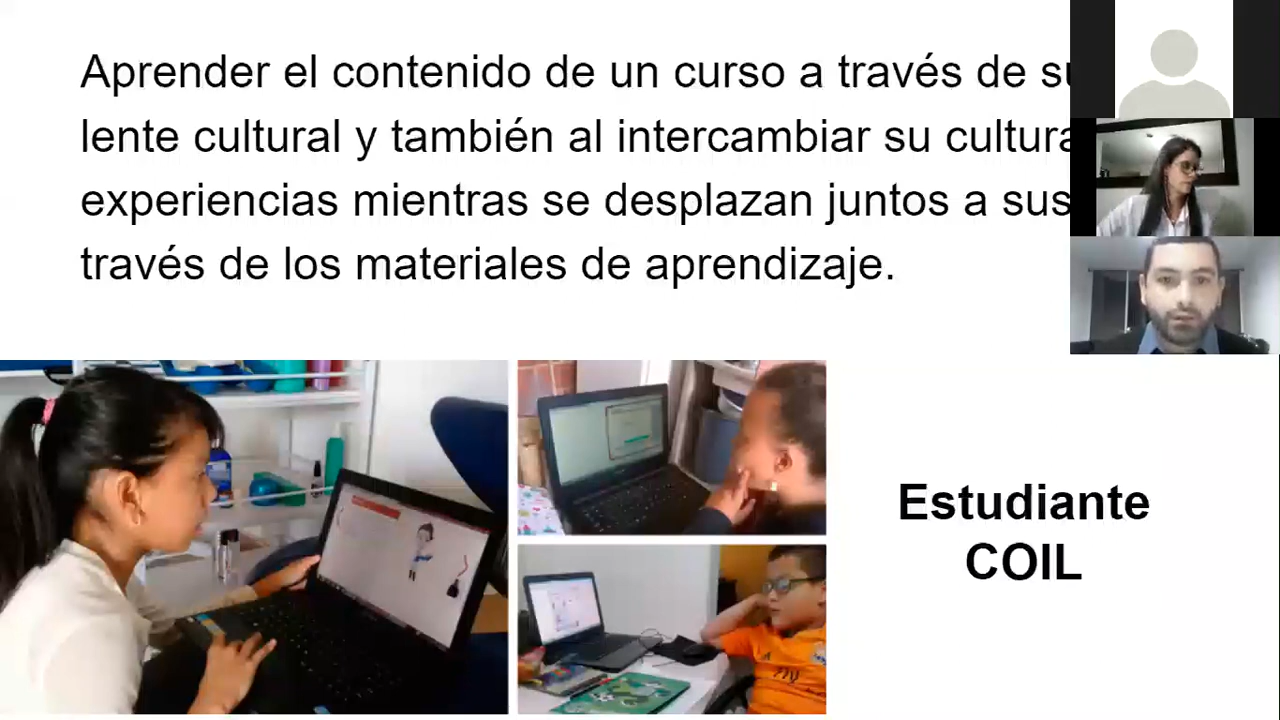 Aprender el contenido de un curso a través de
lente cultural y también al intercambiar su cultura
experiencias mientras se desplazan juntos a sus
través de los materiales de aprendizaje.
Estudiante
COIL